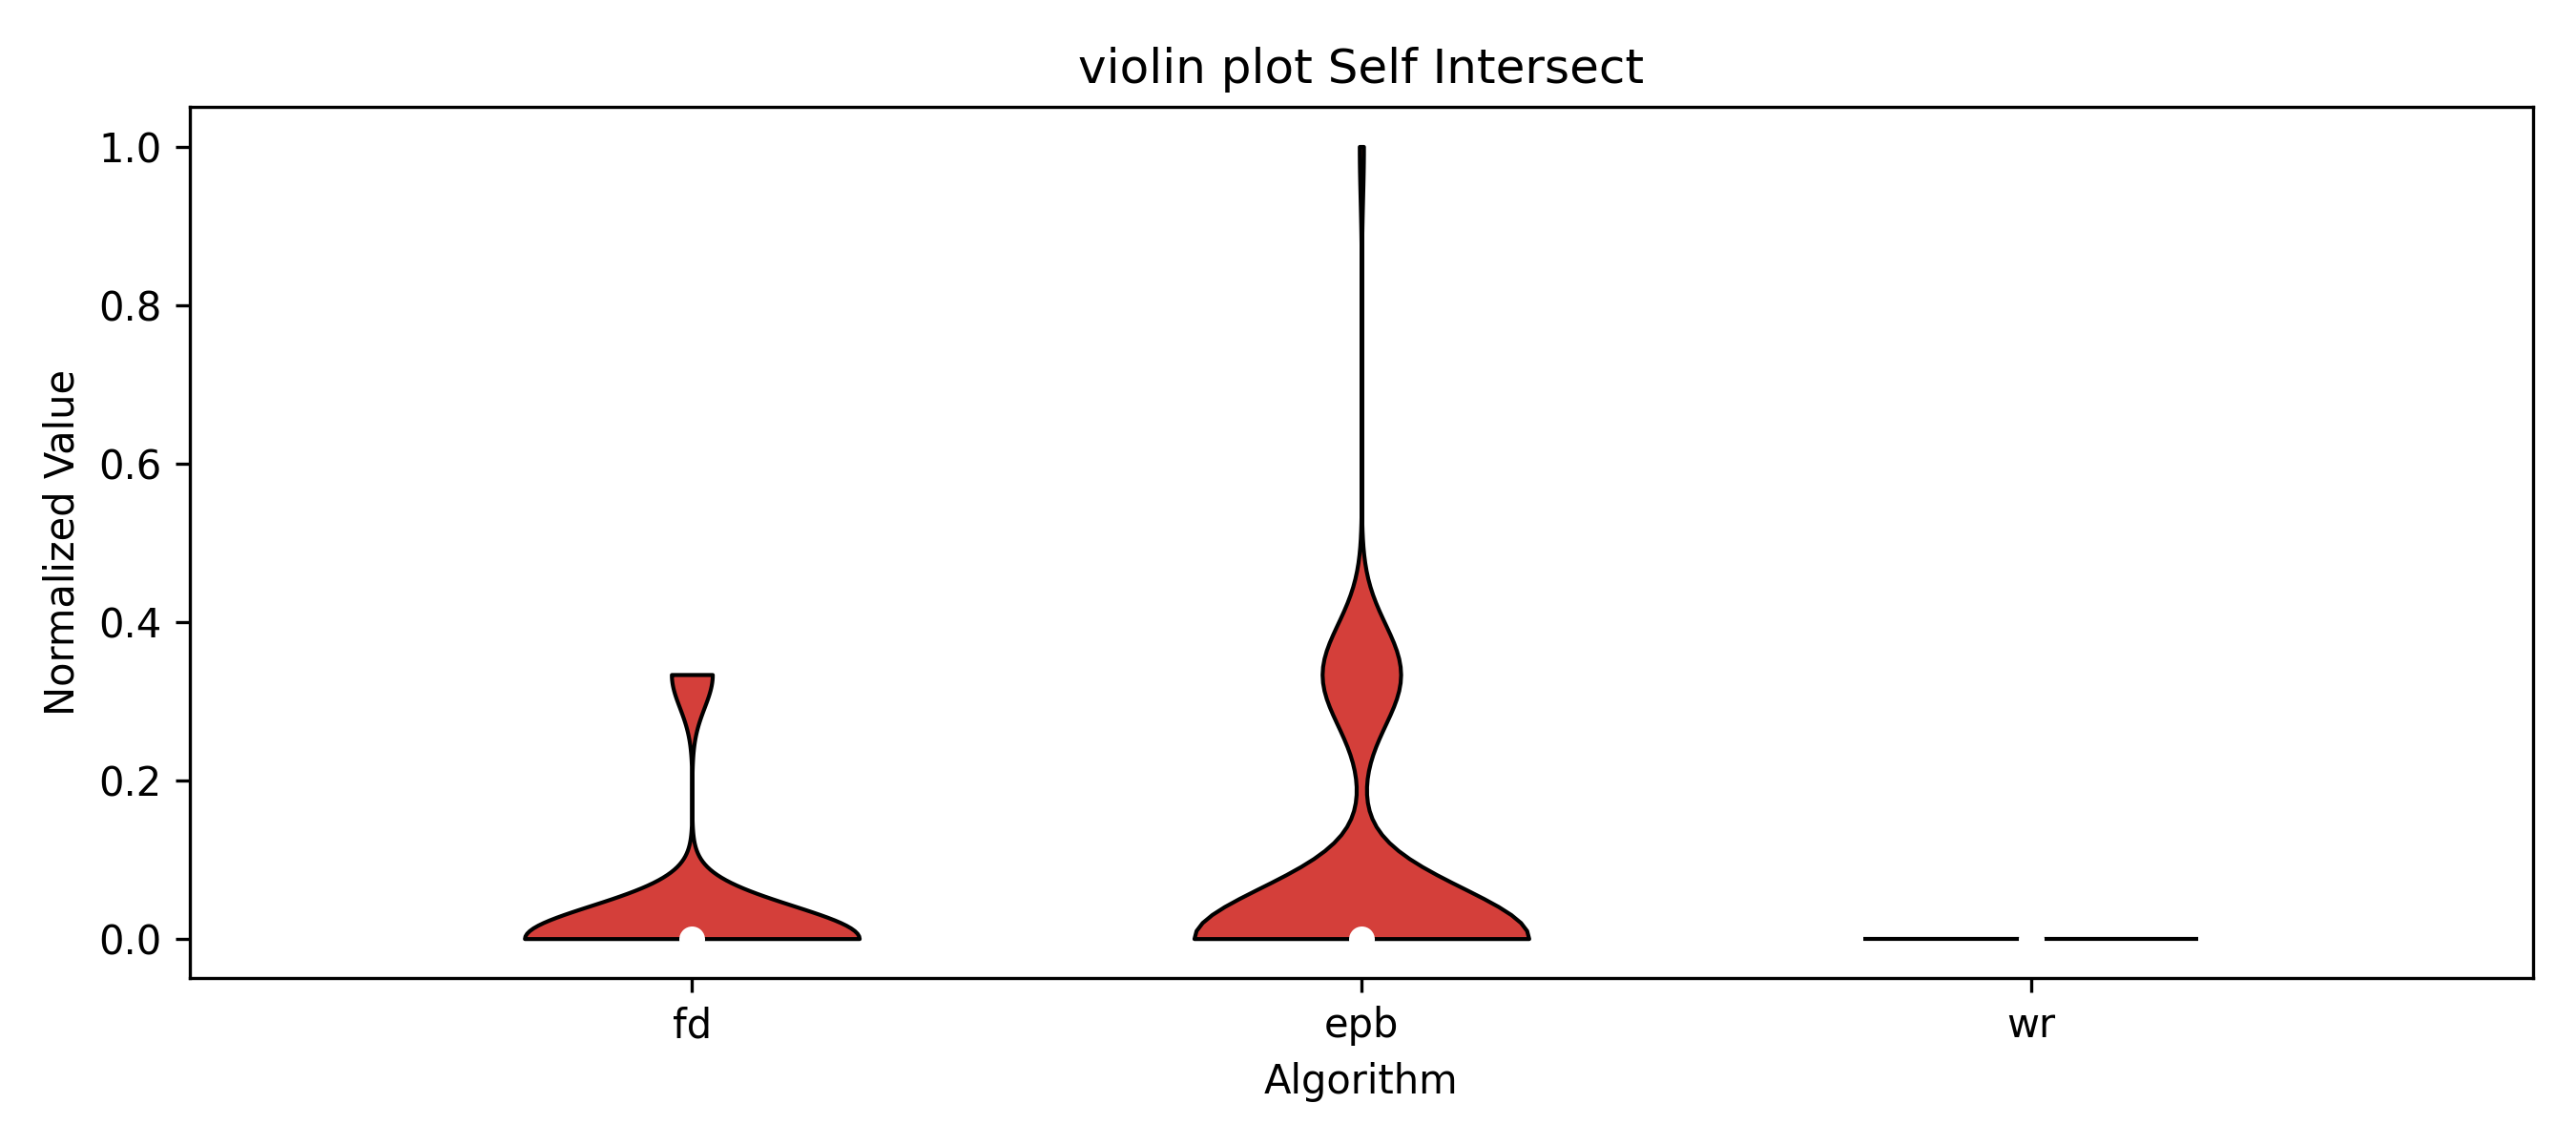 violin plot Self Intersect
Normalized Value
1.0
0.8
0.6
0.4
0.2
0.0
fd
epb
wr
Algorithm